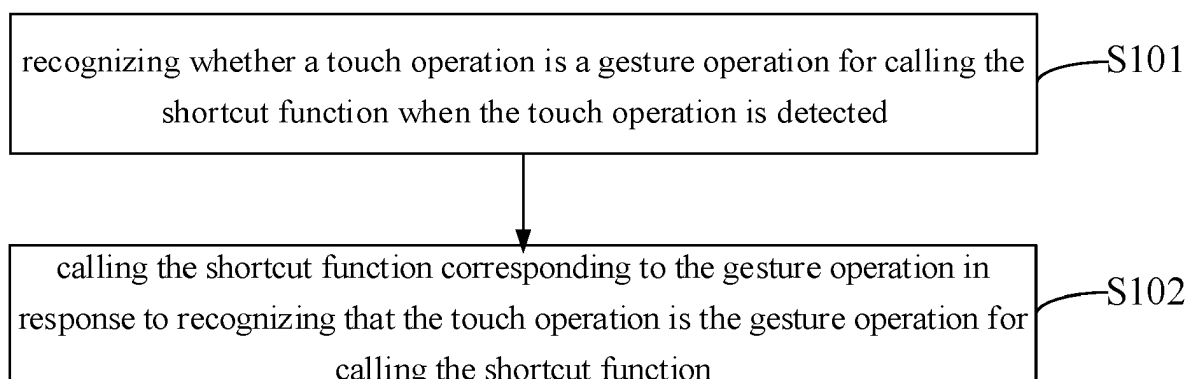 recognizing whether a touch operation is a gesture operation for calling the
S101
shortcut function when the touch operation is detected
calling the shortcut function corresponding to the gesture operation in
S102
response to recognizing that the touch operation is the gesture operation for
calling the shortcut function